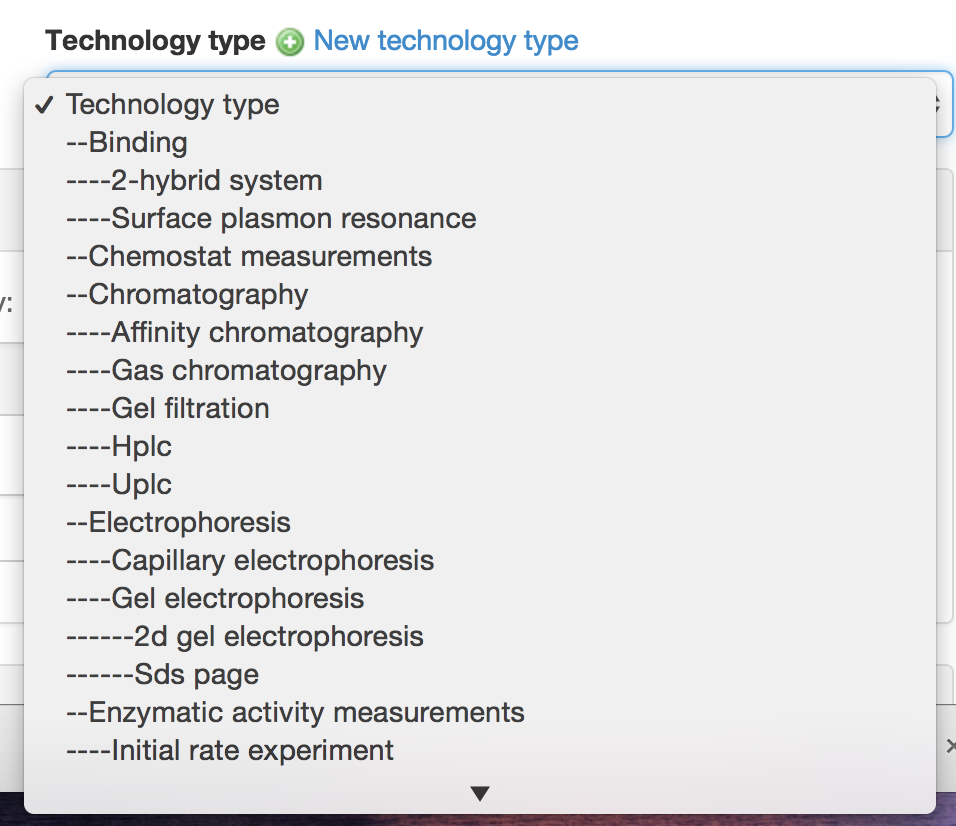 Technology type New technology type
✓ Technology type
--Binding
----2-hybrid system
----Surface plasmon resonance
--Chemostat measurements
--Chromatography
y:
----Affinity chromatography
----Gas chromatography
----Gel filtration
----Hplc
----Uplc
--Electrophoresis
----Capillary electrophoresis
----Gel electrophoresis
------2d gel electrophoresis
------Sds page
--Enzymatic activity measurements
----Initial rate experiment